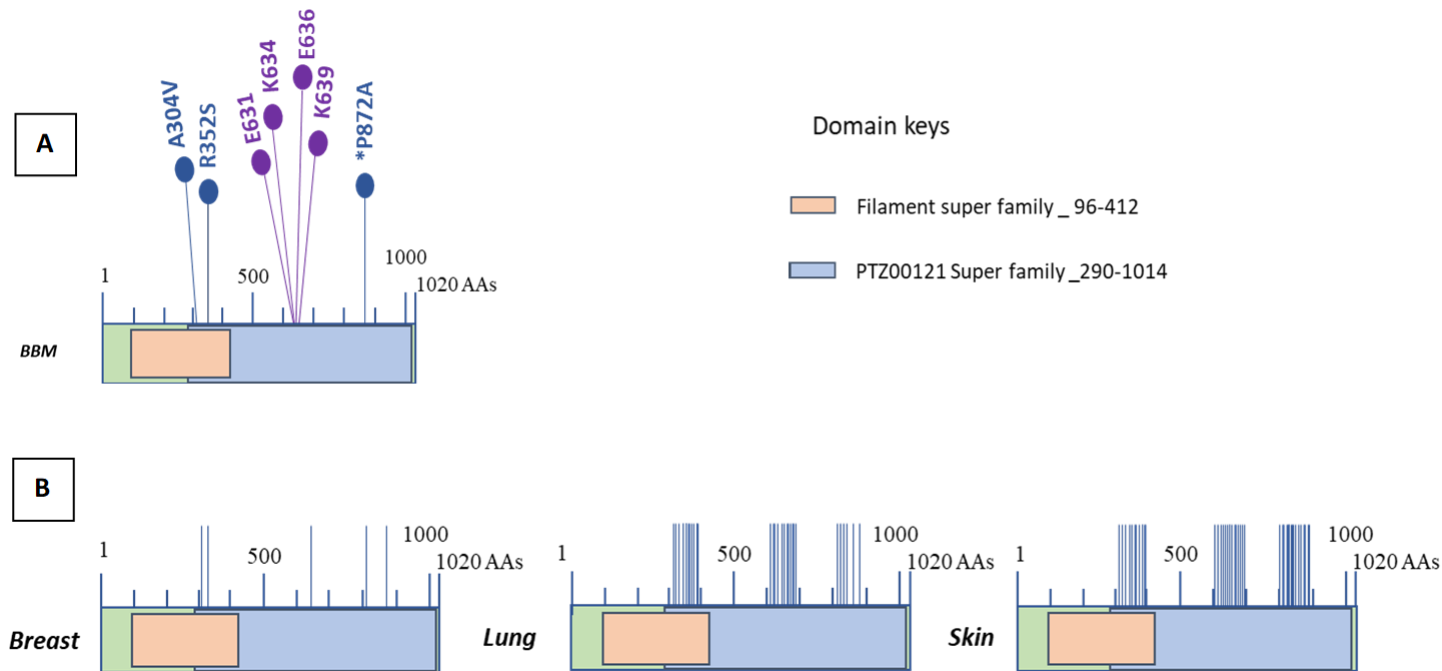 A
A304V
R352S
E631
K634
E636
K639
*P872A
Domain keys
Filament super family _ 96-412
PTZ00121 Super family _290-1014
1
500
1000
1020 AAs
BBM
B
1
500
1000
1020 AAs
Breast
1
500
1000
1020 AAs
Lung
1
500
1000
1020 AAs
Skin